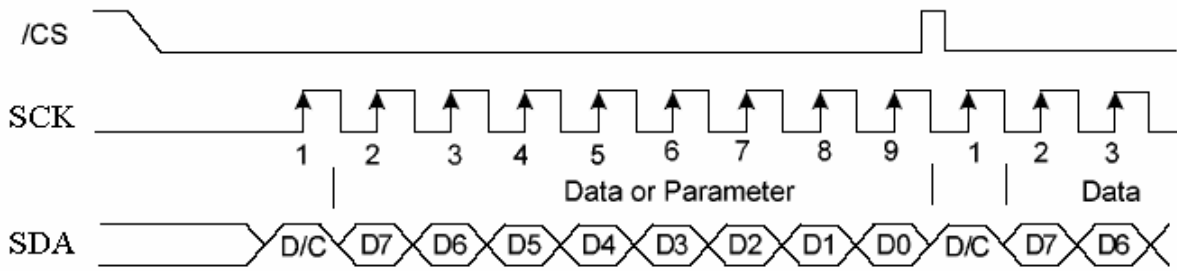 /CS
SCK
1 2 3 4 5 6 7 8 9 1 2 3
Data or Parameter Data
SDA D/C D7 D6 D5 D4 D3 D2 D1 D0 D/C D7 D6